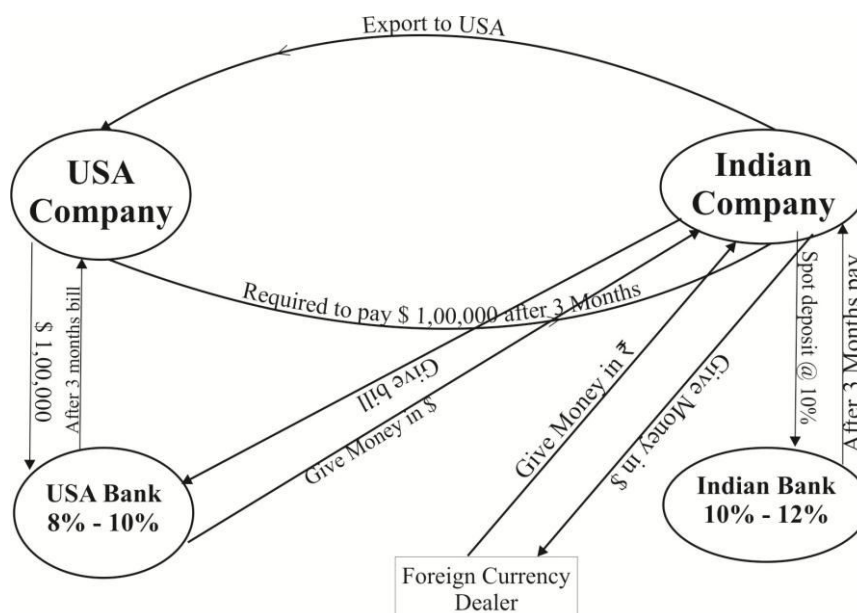 Export to USA
USA
Company
Indian
Company
Required to pay $ 1,00,000 after 3 Months
$ 1,00,000
After 3 months bill
Give bill
Give Money in $
Give Money in ₹
Give Money in $
Spot deposit @ 10%
After 3 Months pay
USA Bank
8% - 10%
Indian Bank
10% - 12%
Foreign Currency
Dealer